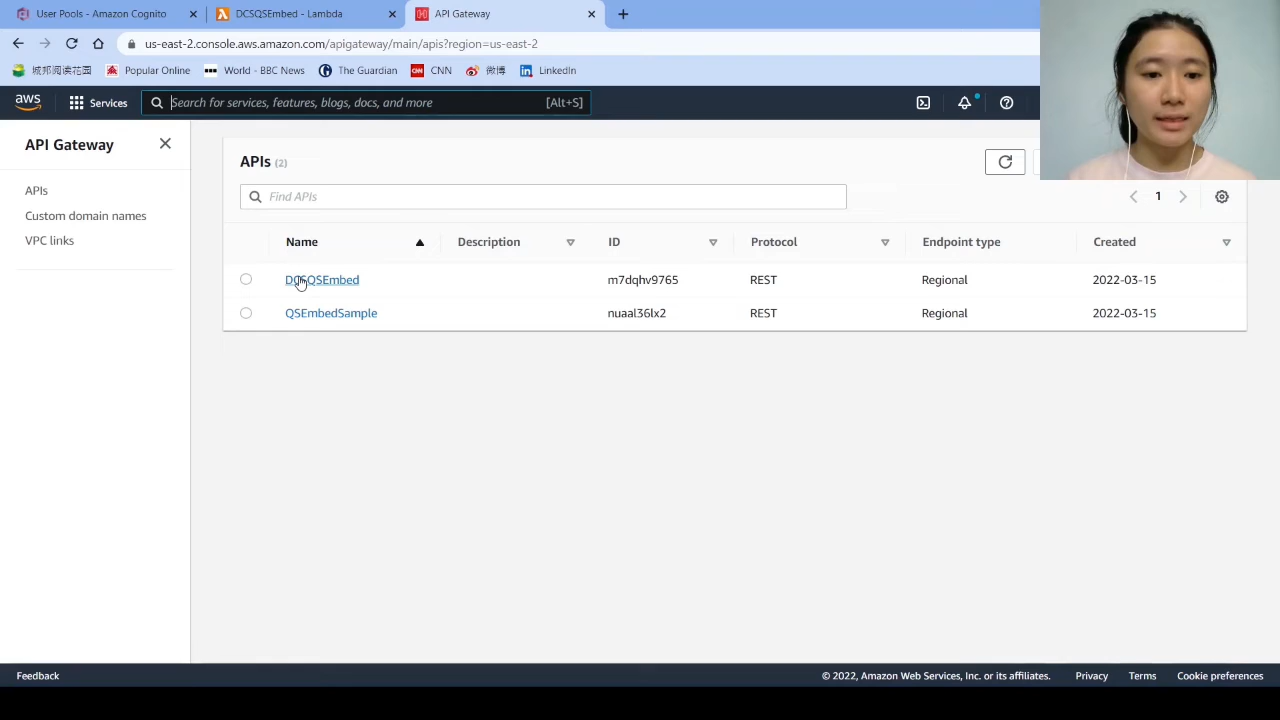 User Pools - Amazon Cognito
DCSQSEmbed - Lambda
API Gateway
us-east-2.console.aws.amazon.com/apigateway/main/apis?region=us-east-2
城邦阅读花园
Popular Online
World - BBC News
The Guardian
CNN
微博
LinkedIn
aws
Services
Search for services, features, blogs, docs, and more
[Alt+S]
API Gateway
APIs
Custom domain names
VPC links
APIs (2)
Find APIs
1
Name Description ID Protocol Endpoint type Created
DCSQSEmbed m7dqhv9765 REST Regional 2022-03-15
QSEmbedSample nuaal36lx2 REST Regional 2022-03-15
Feedback
© 2022, Amazon Web Services, Inc. or its affiliates. Privacy Terms Cookie preferences